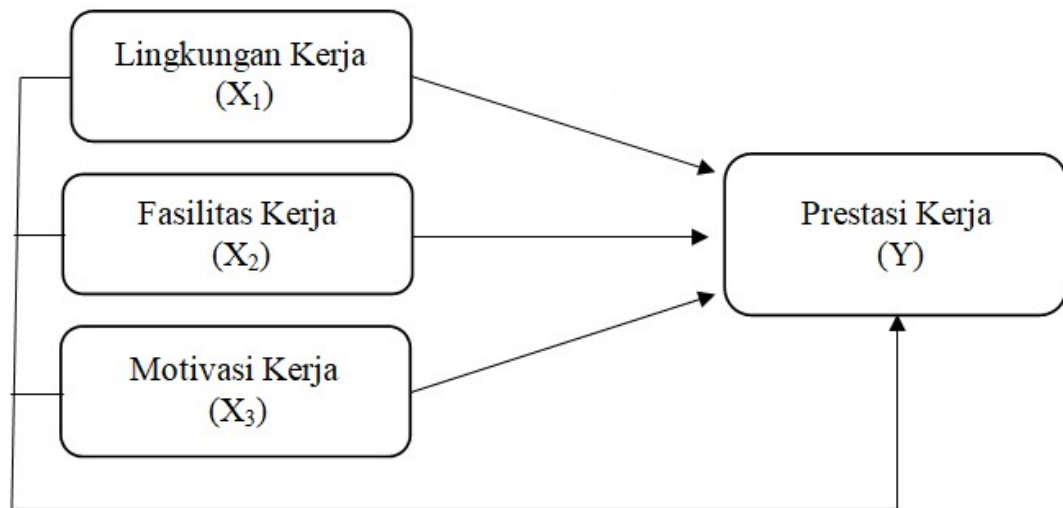 Lingkungan Kerja
(X₁)
Fasilitas Kerja
(X₂)
Motivasi Kerja
(X₃)
Prestasi Kerja
(Y)